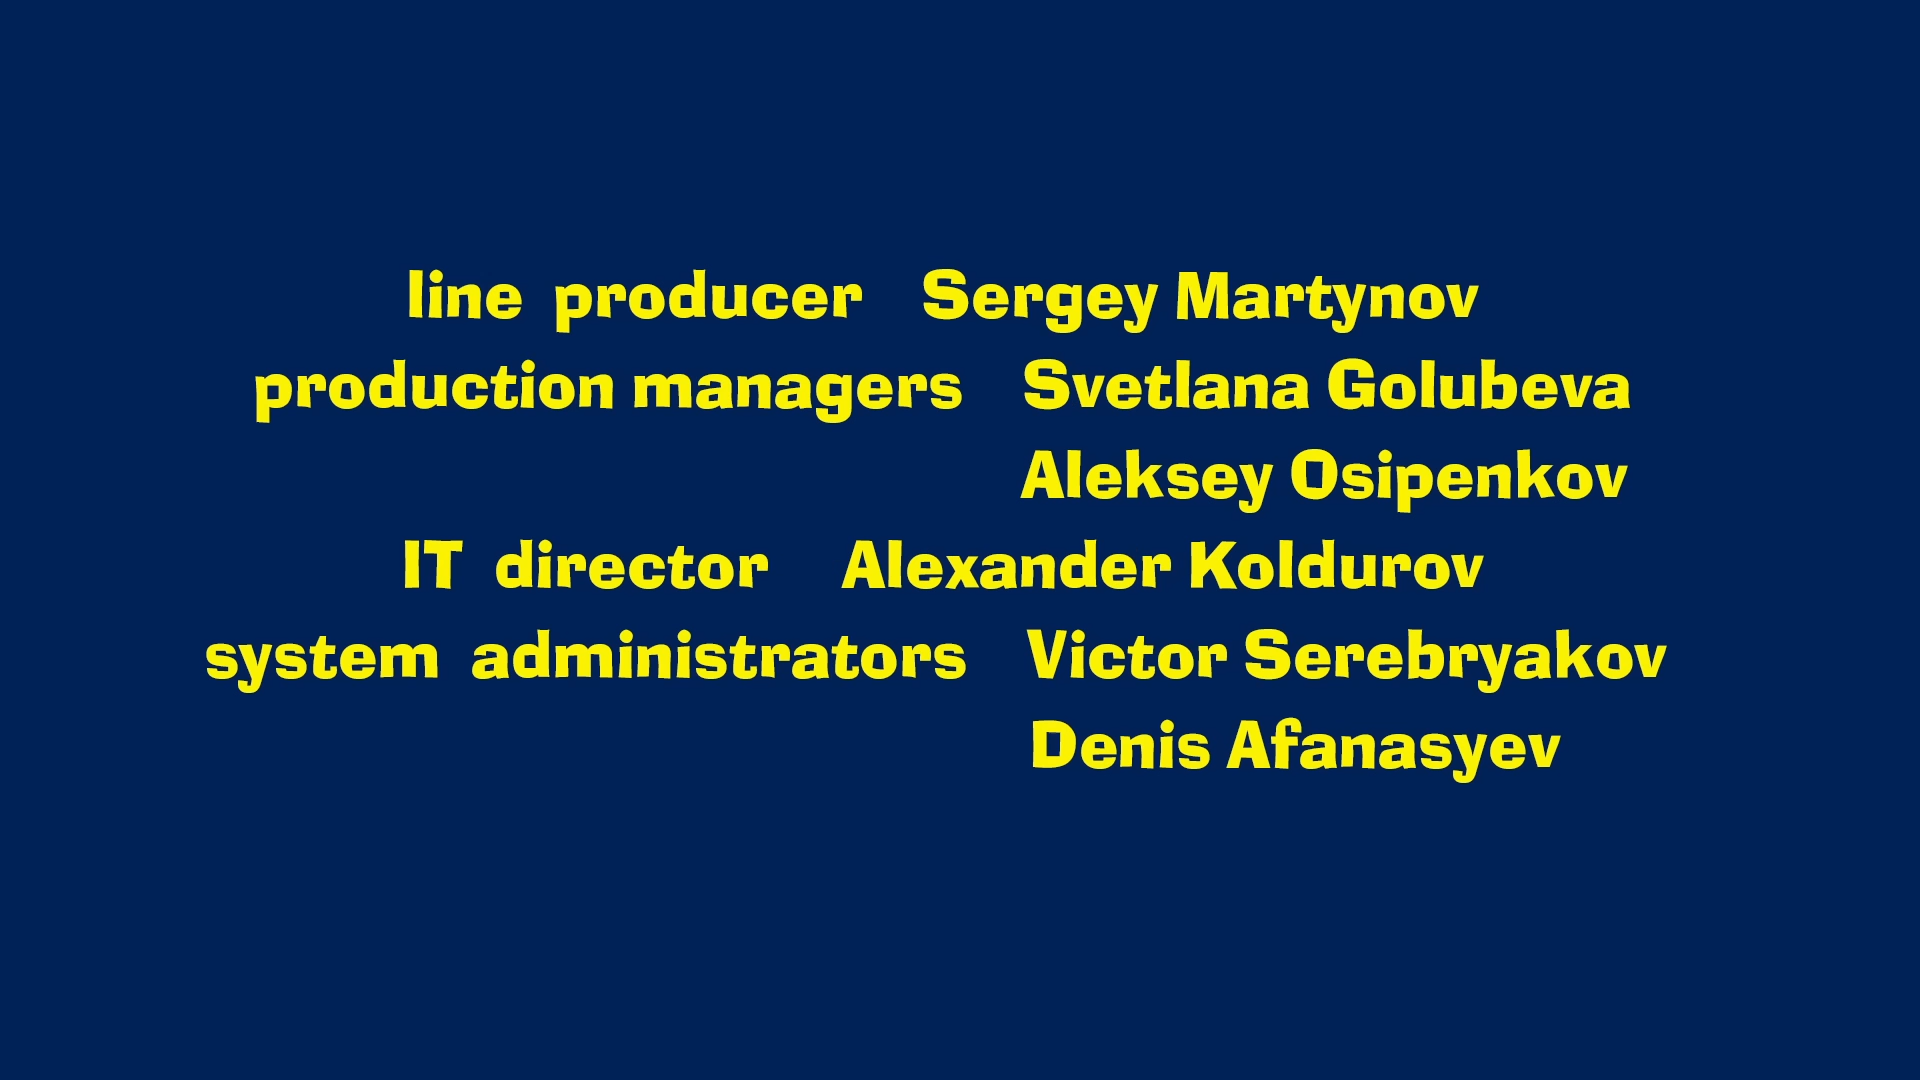 line producer Sergey Martynov
production managers Svetlana Golubeva
Aleksey Osipenkov
IT director Alexander Koldurov
system administrators Victor Serebryakov
Denis Afanasyev